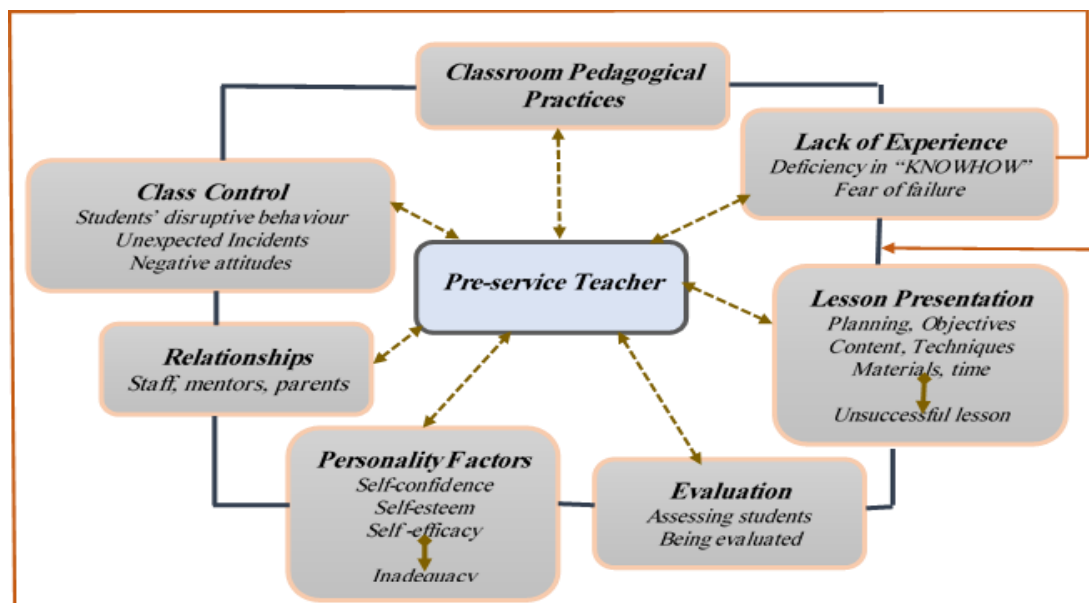 Classroom Pedagogical
Practices
Lack of Experience
Deficiency in “KNOWHOW”
Fear of failure
Class Control
Students’ disruptive behaviour
Unexpected Incidents
Negative attitudes
Pre-service Teacher
Lesson Presentation
Planning, Objectives
Content, Techniques
Materials, time
Unsuccessful lesson
Relationships
Staff, mentors, parents
Personality Factors
Self-confidence
Self-esteem
Self -efficacy
Inadequacy
Evaluation
Assessing students
Being evaluated